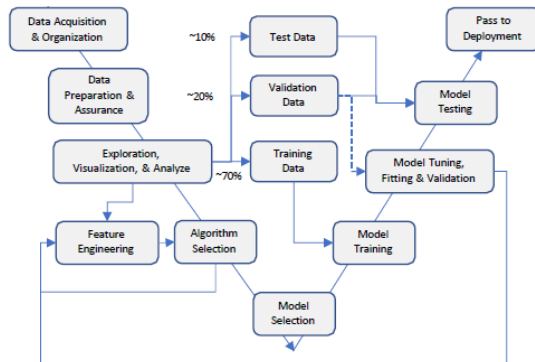 Data Acquisition
& Organization
~10%
Test Data
Pass to
Deployment
Data
Preparation &
Assurance
~20%
Validation
Data
Model
Testing
Exploration,
Visualization, & Analyze
~70%
Training
Data
Model Tuning,
Fitting & Validation
Feature
Engineering
Algorithm
Selection
Model
Training
Model
Selection